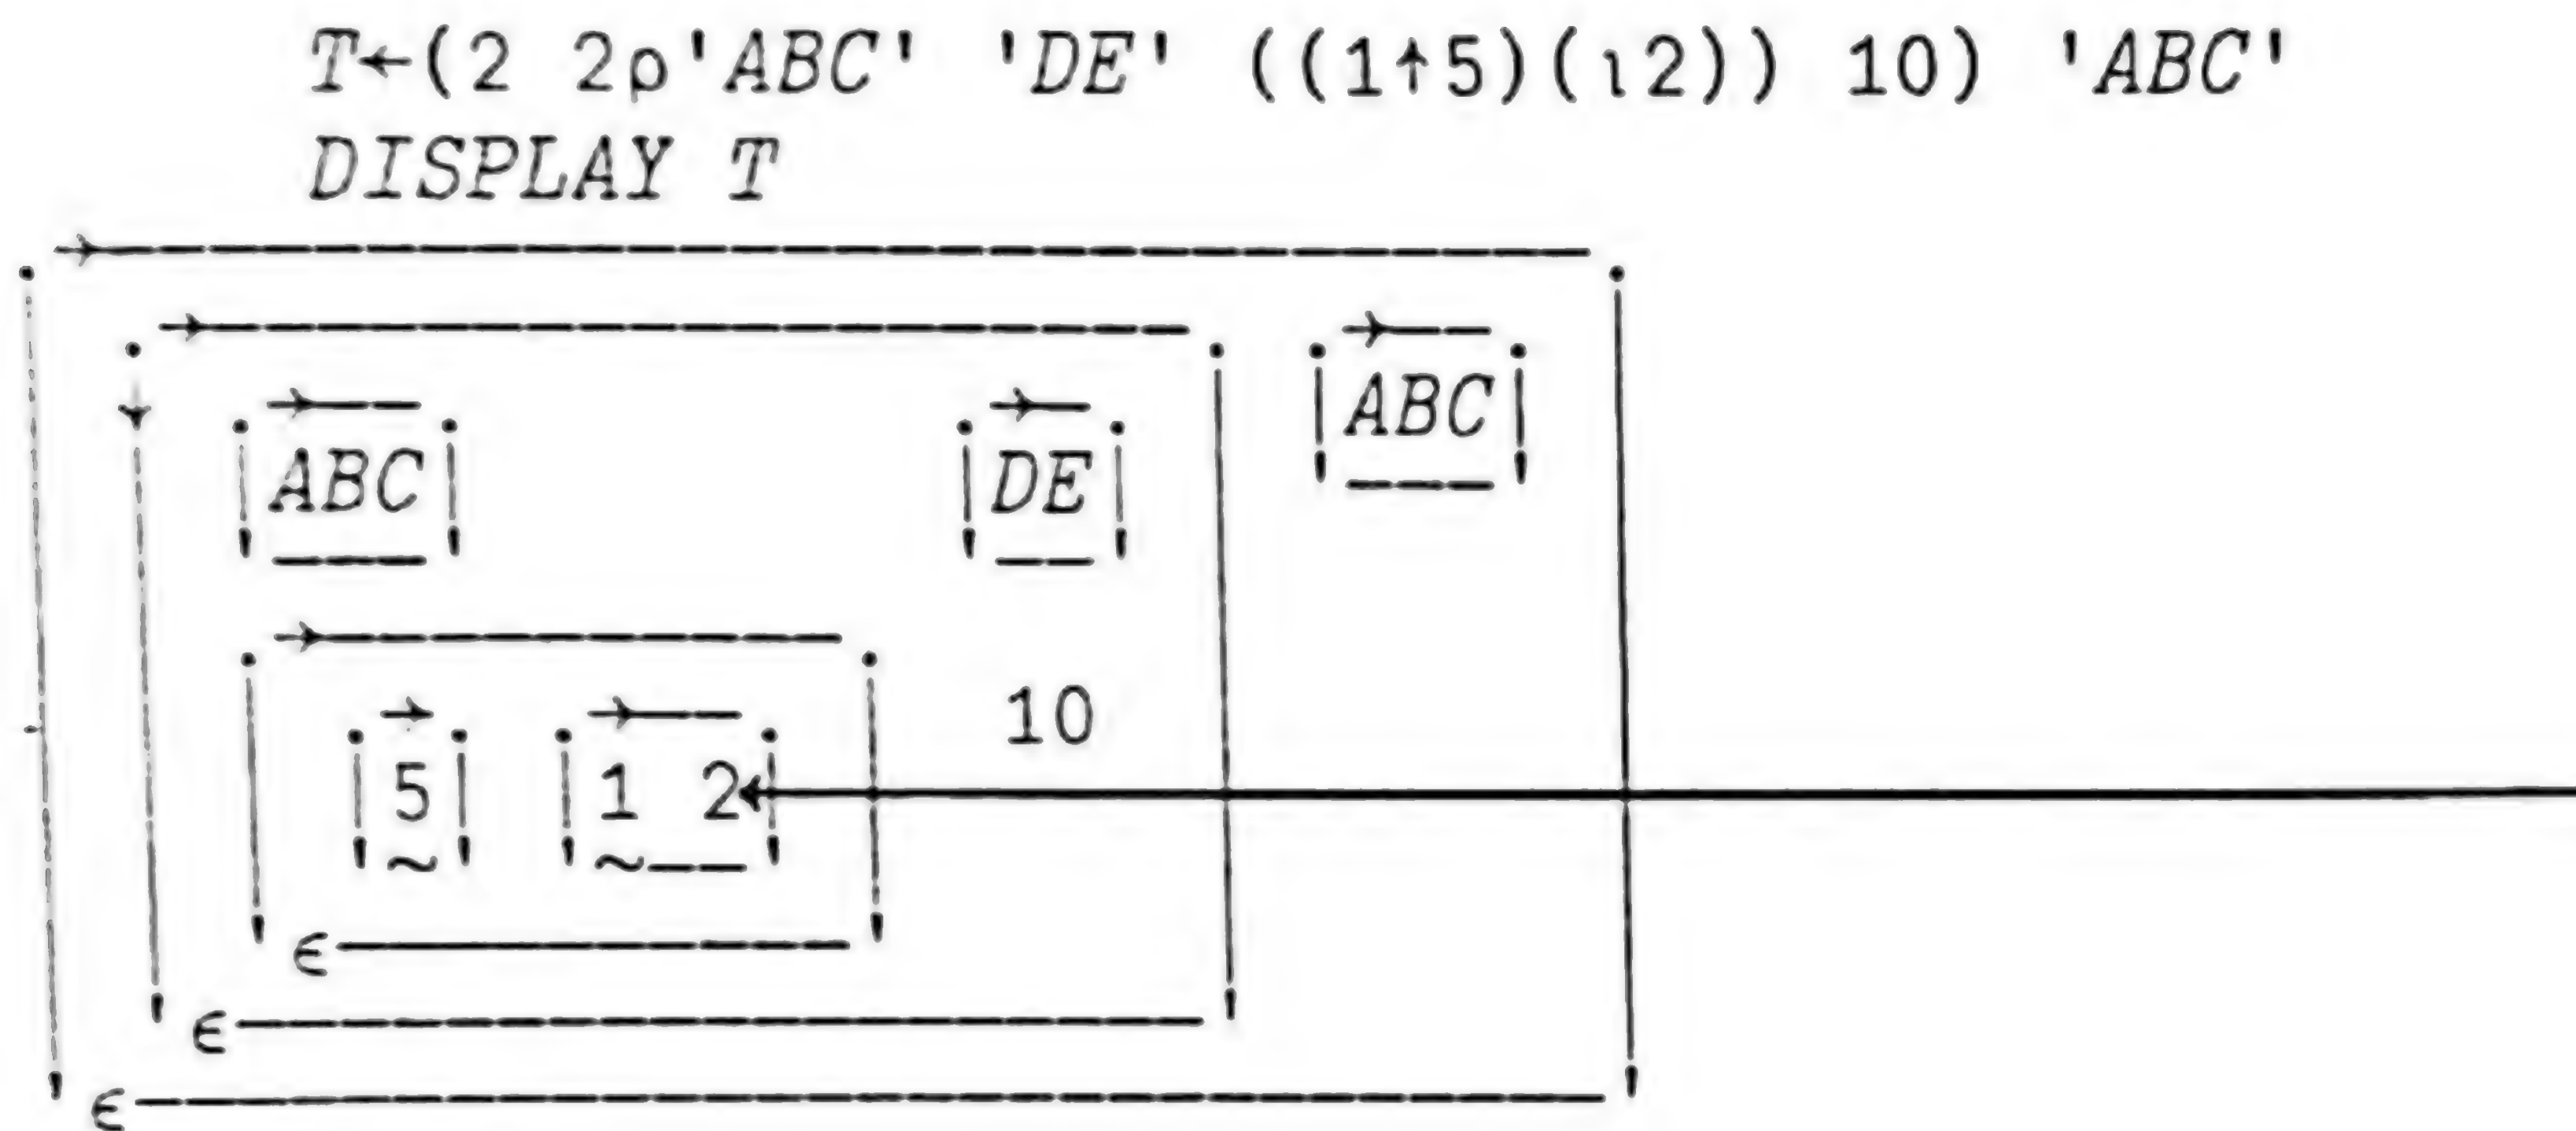 T←(2 2⍴'ABC' 'DE' ((1↑5)(⍳2)) 10) 'ABC'
DISPLAY T
ABC
ABC DE
10
5 1 2
~ ~
∊
∊
∊